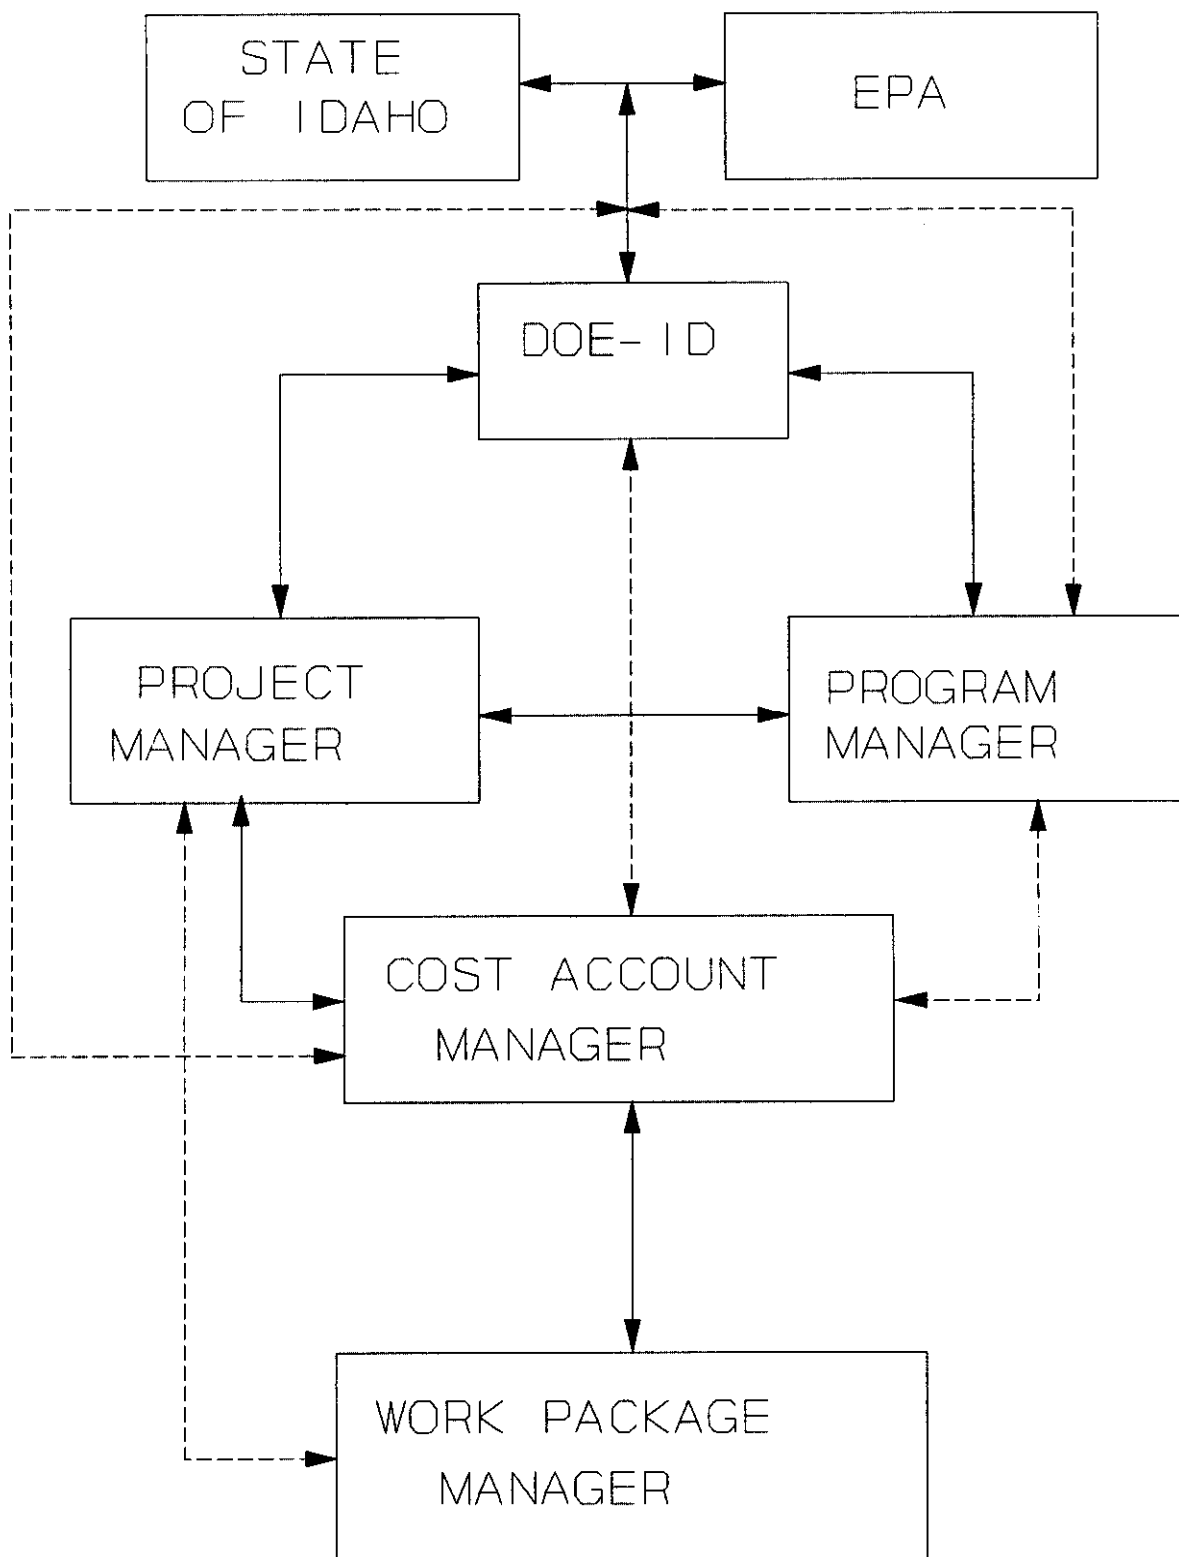 STATE
OF IDAHO
EPA
DOE-ID
PROJECT
MANAGER
PROGRAM
MANAGER
COST ACCOUNT
MANAGER
WORK PACKAGE
MANAGER